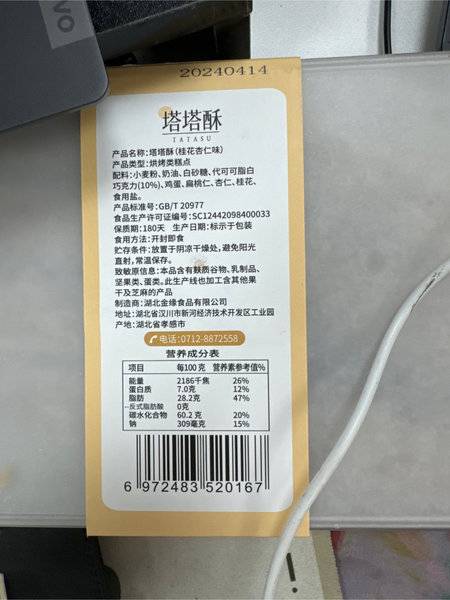 20240414
塔塔酥
TATASU
产品名称:塔塔酥(桂花杏仁味)
产品类型:烘烤类糕点
配料:小麦粉、奶油、白砂糖、代可可脂白
巧克力(10%)、鸡蛋、扁桃仁、杏仁、桂花、
食用盐。
产品标准号:GB/T 20977
食品生产许可证编号:SC12442098400033
保质期:180天 生产日期:标示于包装
食用方法:开封即食
贮存条件:放置于阴凉干燥处,避免阳光
直射,常温保存。
致敏原信息:本品含有麸质谷物、乳制品、
坚果类、蛋类。此生产线也加工含其他果
干及芝麻的产品
制造商:湖北金缘食品有限公司
地址:湖北省汉川市新河经济技术开发区工业园
产地:湖北省孝感市
电话:0712-8872558
营养成分表
项目 每100克 营养素参考值%
能量 2186千焦 26%
蛋白质 7.0克 12%
脂肪 28.2克 47%
--反式脂肪酸 0克
碳水化合物 60.2克 20%
钠 309毫克 15%
6 972483 520167